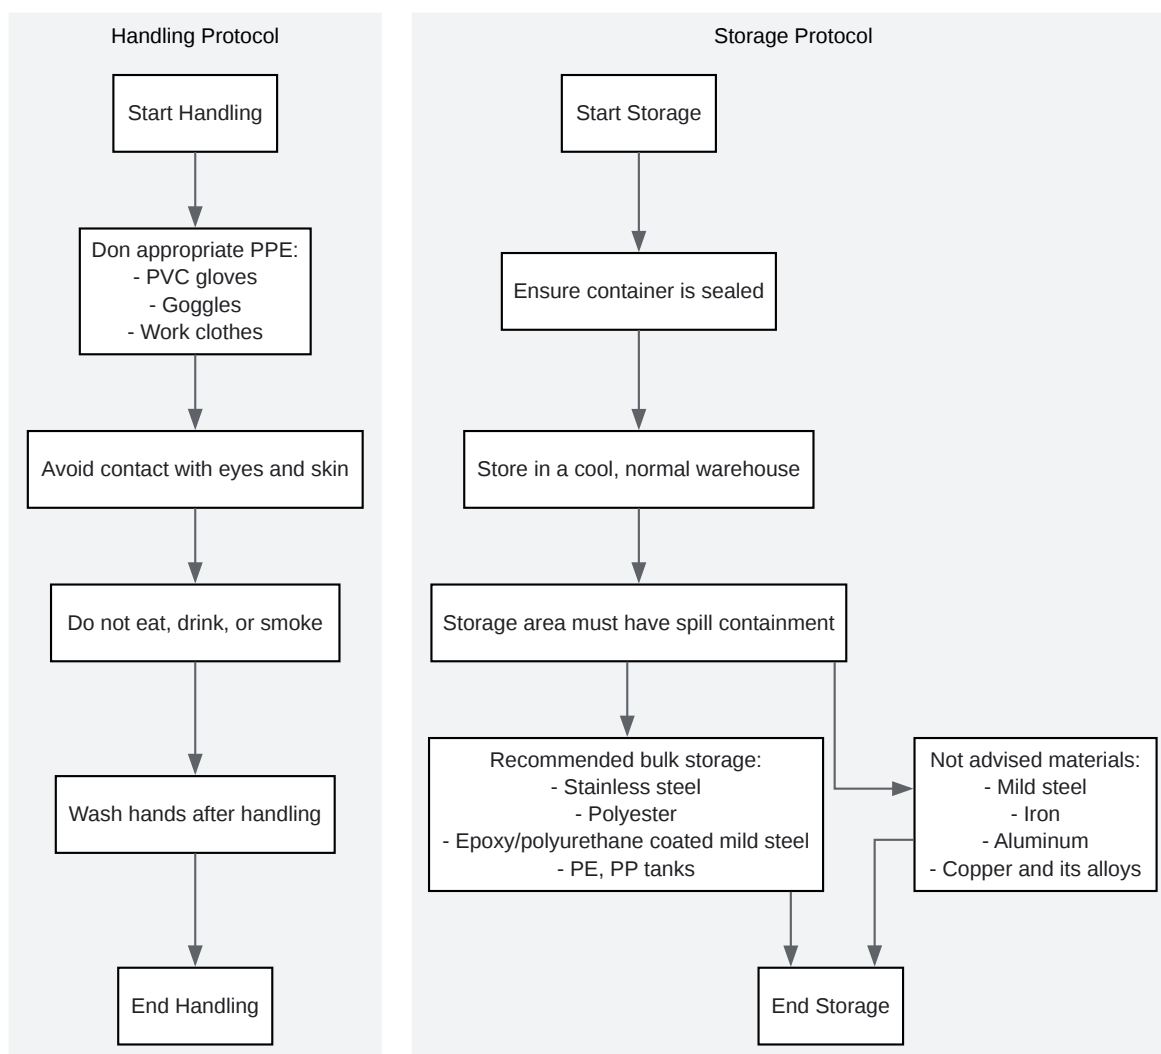 Handling Protocol
Start Handling
Don appropriate PPE:
- PVC gloves
- Goggles
- Work clothes
Avoid contact with eyes and skin
Do not eat, drink, or smoke
Wash hands after handling
End Handling
Storage Protocol
Start Storage
Ensure container is sealed
Store in a cool, normal warehouse
Storage area must have spill containment
Recommended bulk storage:
- Stainless steel
- Polyester
- Epoxy/polyurethane coated mild steel
- PE, PP tanks
Not advised materials:
- Mild steel
- Iron
- Aluminum
- Copper and its alloys
End Storage